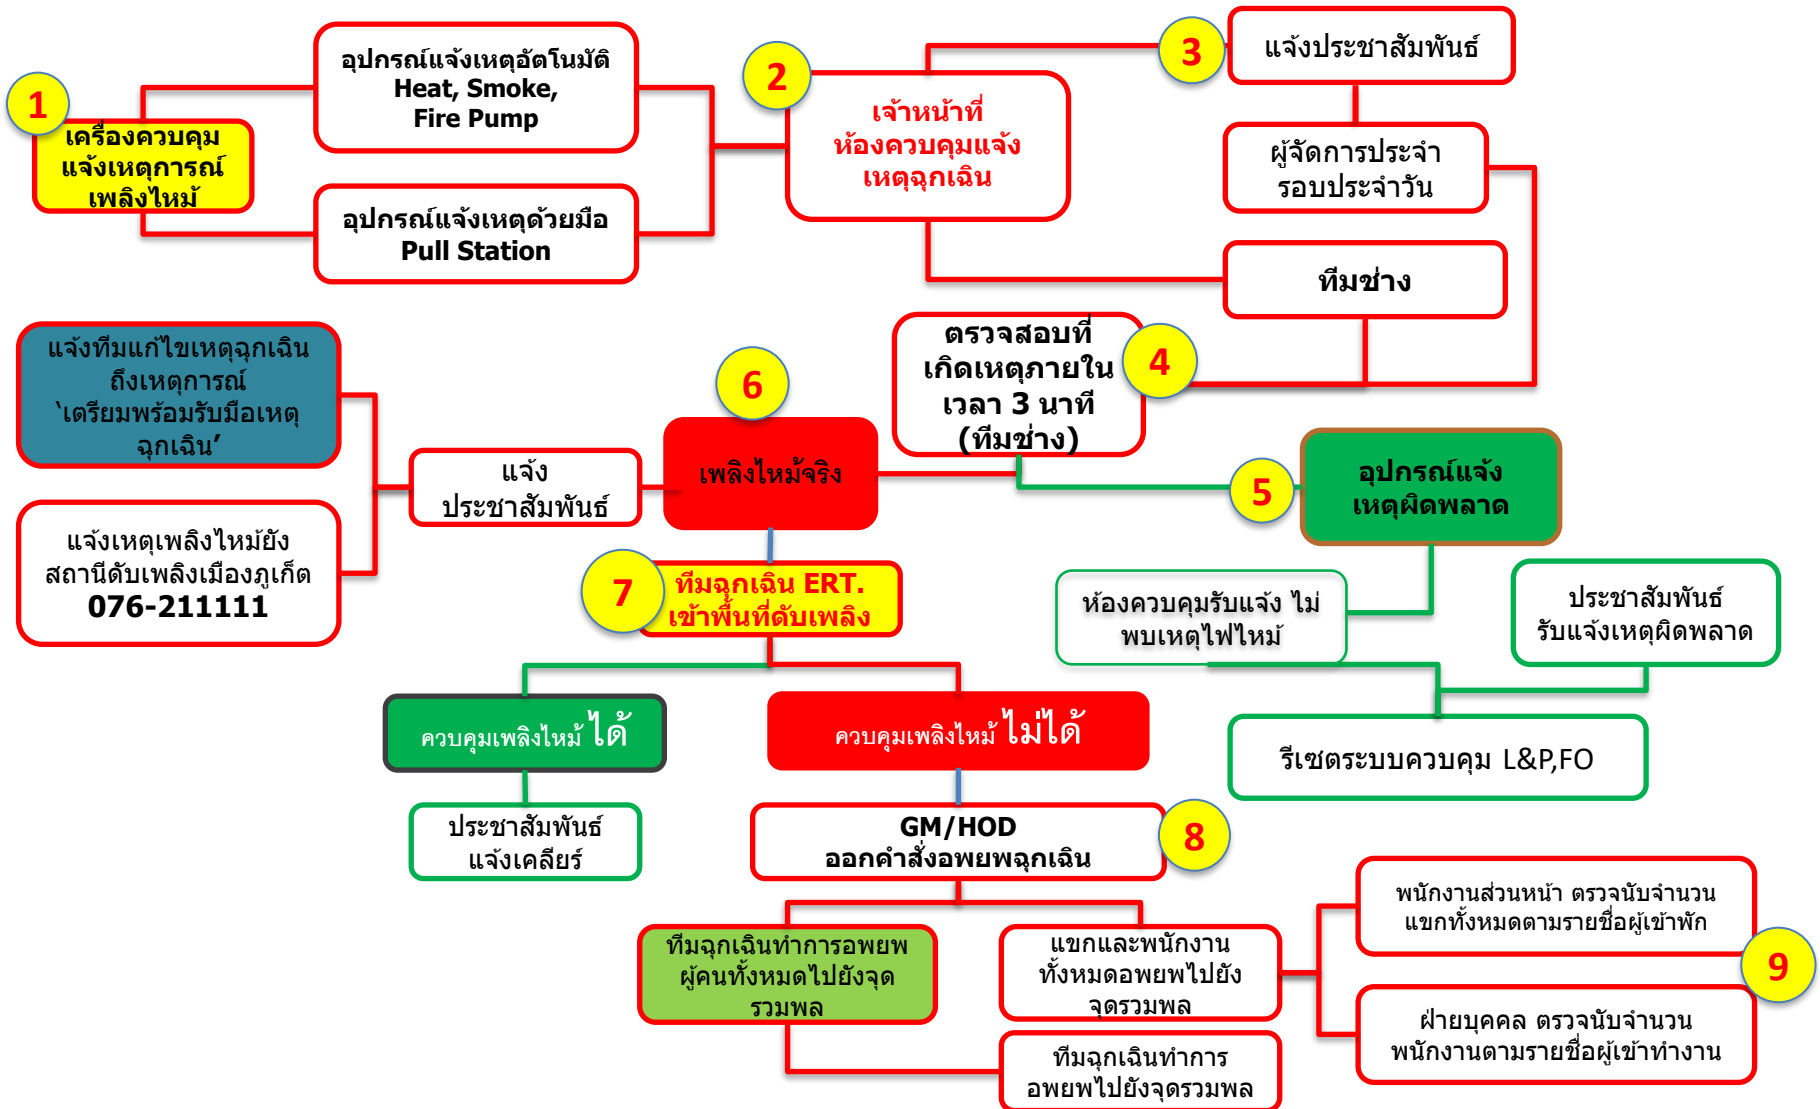 1
เครื่องควบคุม
แจ้งเหตุการณ์
เพลิงไหม้
อุปกรณ์แจ้งเหตุอัตโนมัติ
Heat, Smoke,
Fire Pump
อุปกรณ์แจ้งเหตุด้วยมือ
Pull Station
2
เจ้าหน้าที่
ห้องควบคุมแจ้ง
เหตุฉุกเฉิน
3
แจ้งประชาสัมพันธ์
ผู้จัดการประจำ
รอบประจำวัน
ทีมช่าง
4
ตรวจสอบที่
เกิดเหตุภายใน
เวลา 3 นาที
(ทีมช่าง)
5
อุปกรณ์แจ้ง
เหตุผิดพลาด
ห้องควบคุมรับแจ้ง ไม่
พบเหตุไฟไหม้
ประชาสัมพันธ์
รับแจ้งเหตุผิดพลาด
รีเซตระบบควบคุม L&P,FO
6
เพลิงไหม้จริง
แจ้ง
ประชาสัมพันธ์
แจ้งทีมแก้ไขเหตุฉุกเฉิน
ถึงเหตุการณ์
‘เตรียมพร้อมรับมือเหตุ
ฉุกเฉิน’
แจ้งเหตุเพลิงไหม้ยัง
สถานีดับเพลิงเมืองภูเก็ต
076-211111
7
ทีมฉุกเฉิน ERT.
เข้าพื้นที่ดับเพลิง
ควบคุมเพลิงไหม้ ได้
ประชาสัมพันธ์
แจ้งเคลียร์
ควบคุมเพลิงไหม้ ไม่ได้
8
GM/HOD
ออกคำสั่งอพยพฉุกเฉิน
ทีมฉุกเฉินทำการอพยพ
ผู้คนทั้งหมดไปยังจุด
รวมพล
แขกและพนักงาน
ทั้งหมดอพยพไปยัง
จุดรวมพล
ทีมฉุกเฉินทำการ
อพยพไปยังจุดรวมพล
9
พนักงานส่วนหน้า ตรวจนับจำนวน
แขกทั้งหมดตามรายชื่อผู้เข้าพัก
ฝ่ายบุคคล ตรวจนับจำนวน
พนักงานตามรายชื่อผู้เข้าทำงาน